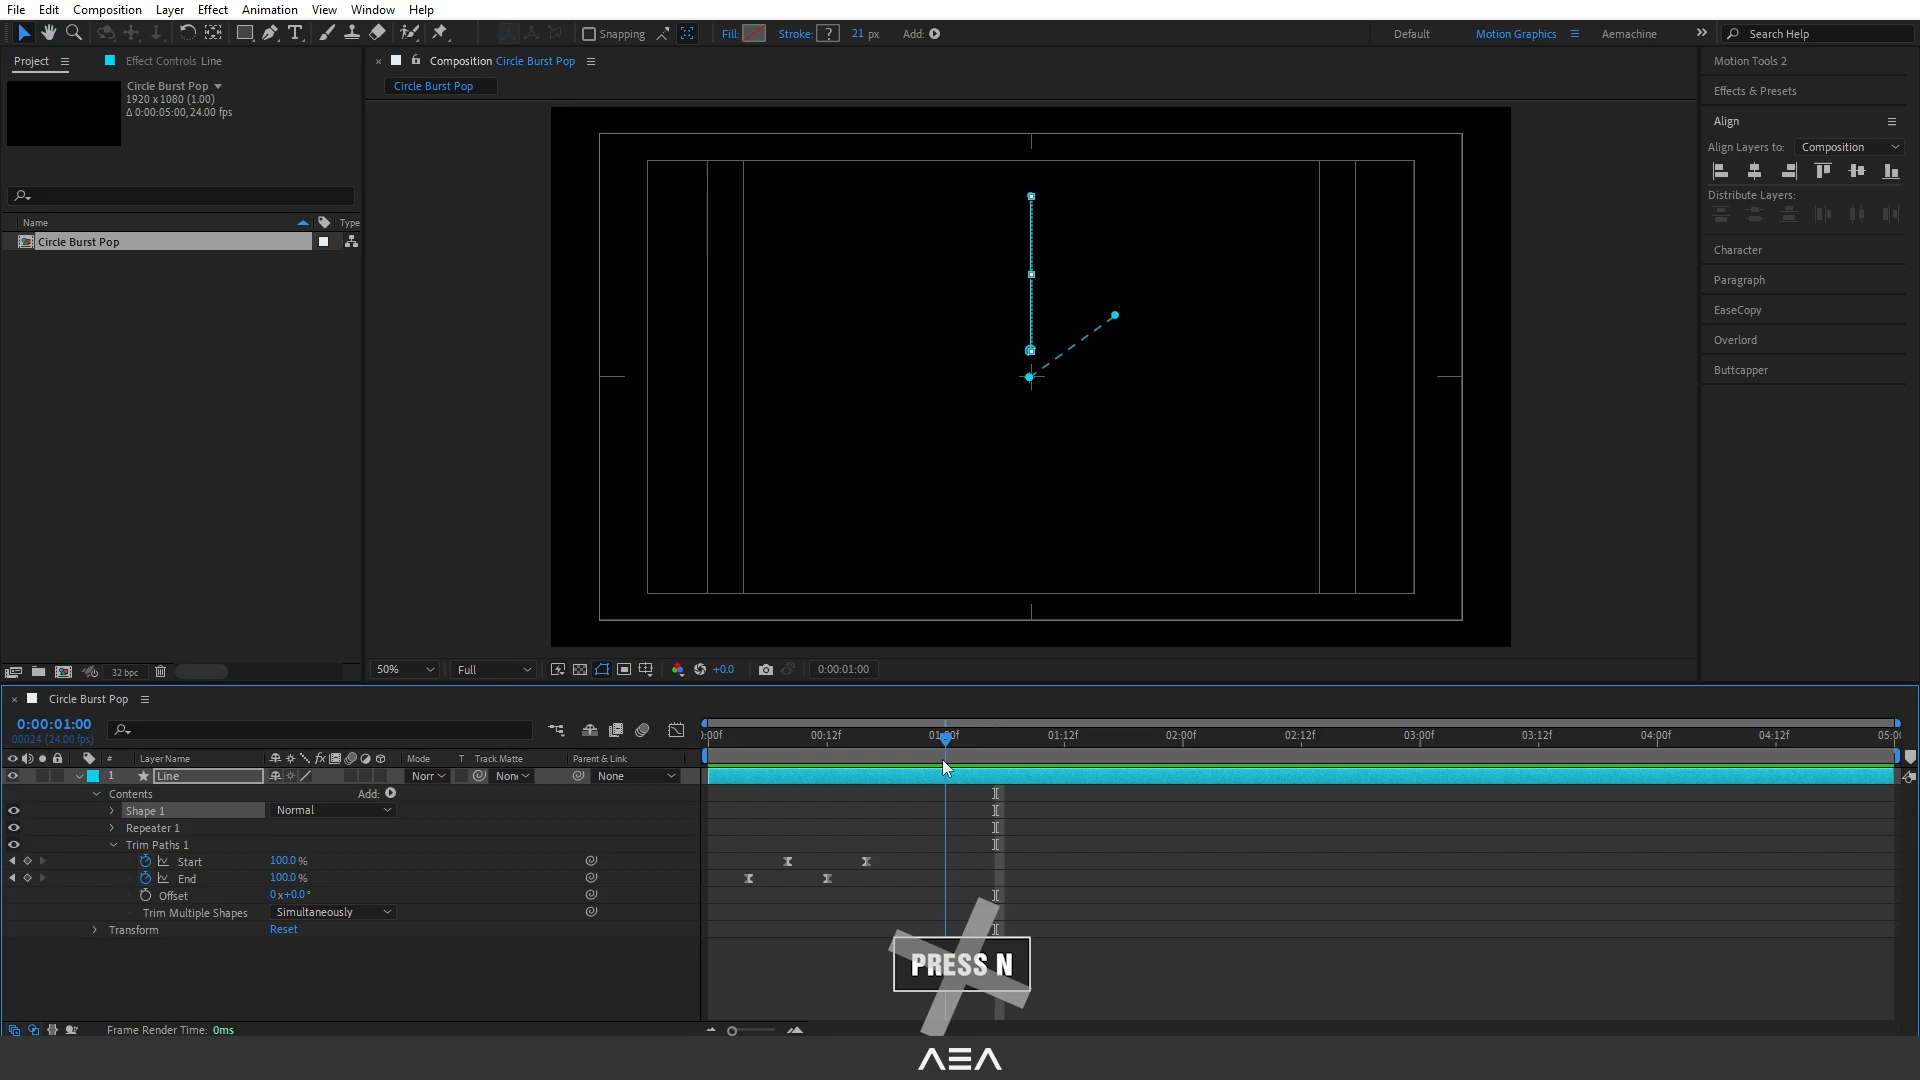 File Edit Composition Layer Effect Animation View Window Help
Snapping Fill: Stroke: ? 21 px Add: Default Motion Graphics Aemachine Search Help
Project Effect Controls Line Composition Circle Burst Pop Motion Tools 2
Circle Burst Pop
1920 x 1080 (1.00)
Δ 0:00:05:00, 24.00 fps
Circle Burst Pop
Effects & Presets
Align
Align Layers to: Composition
Distribute Layers:
Character
Paragraph
EaseCopy
Overlord
Buttcapper
Name Type
Circle Burst Pop
32 bpc 50% Full +0.0 0:00:01:00
Circle Burst Pop
0:00:01:00
00024 (24.00 fps)
:00f 00:12f 01:00f 01:12f 02:00f 02:12f 03:00f 03:12f 04:00f 04:12f 05:00
# Layer Name fx Mode T Track Matte Parent & Link
1 Line Norr Non None
Contents Add:
Shape 1 Normal
Repeater 1
Trim Paths 1
Start 100.0 %
End 100.0 %
Offset 0x+0.0°
Trim Multiple Shapes Simultaneously
Transform Reset
PRESS N
Frame Render Time: 0ms
AEA